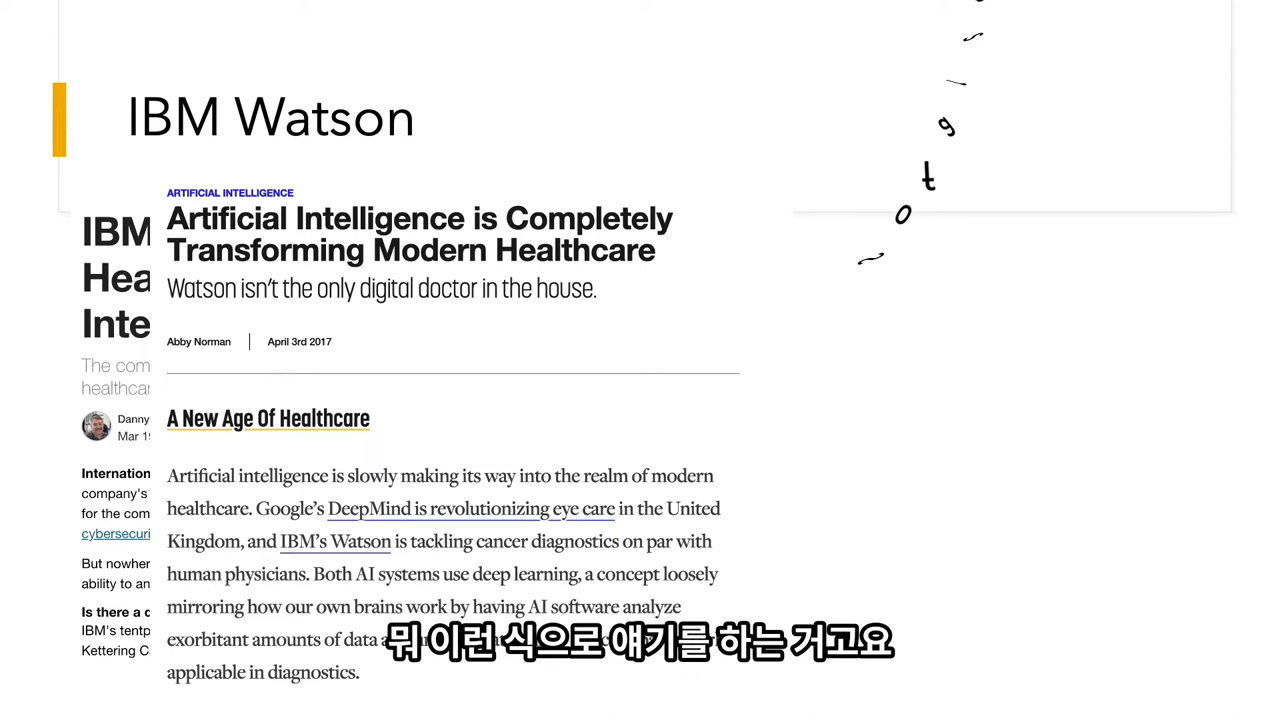 IBM Watson
ARTIFICIAL INTELLIGENCE
Artificial Intelligence is Completely
Transforming Modern Healthcare
Watson isn't the only digital doctor in the house.
Abby Norman | April 3rd 2017
A New Age Of Healthcare
Artificial intelligence is slowly making its way into the realm of modern
healthcare. Google's DeepMind is revolutionizing eye care in the United
Kingdom, and IBM's Watson is tackling cancer diagnostics on par with
human physicians. Both AI systems use deep learning, a concept loosely
mirroring how our own brains work by having AI software analyze
exorbitant amounts of data
applicable in diagnostics.
IBM
Hea
Inte
The com
healthcar
Danny
Mar 19
Internation
company's
for the com
cybersecuri
But nowher
ability to an
Is there a d
IBM's tentp
Kettering C
g
t
o
뭐 이런 식으로 얘기를 하는 거고요